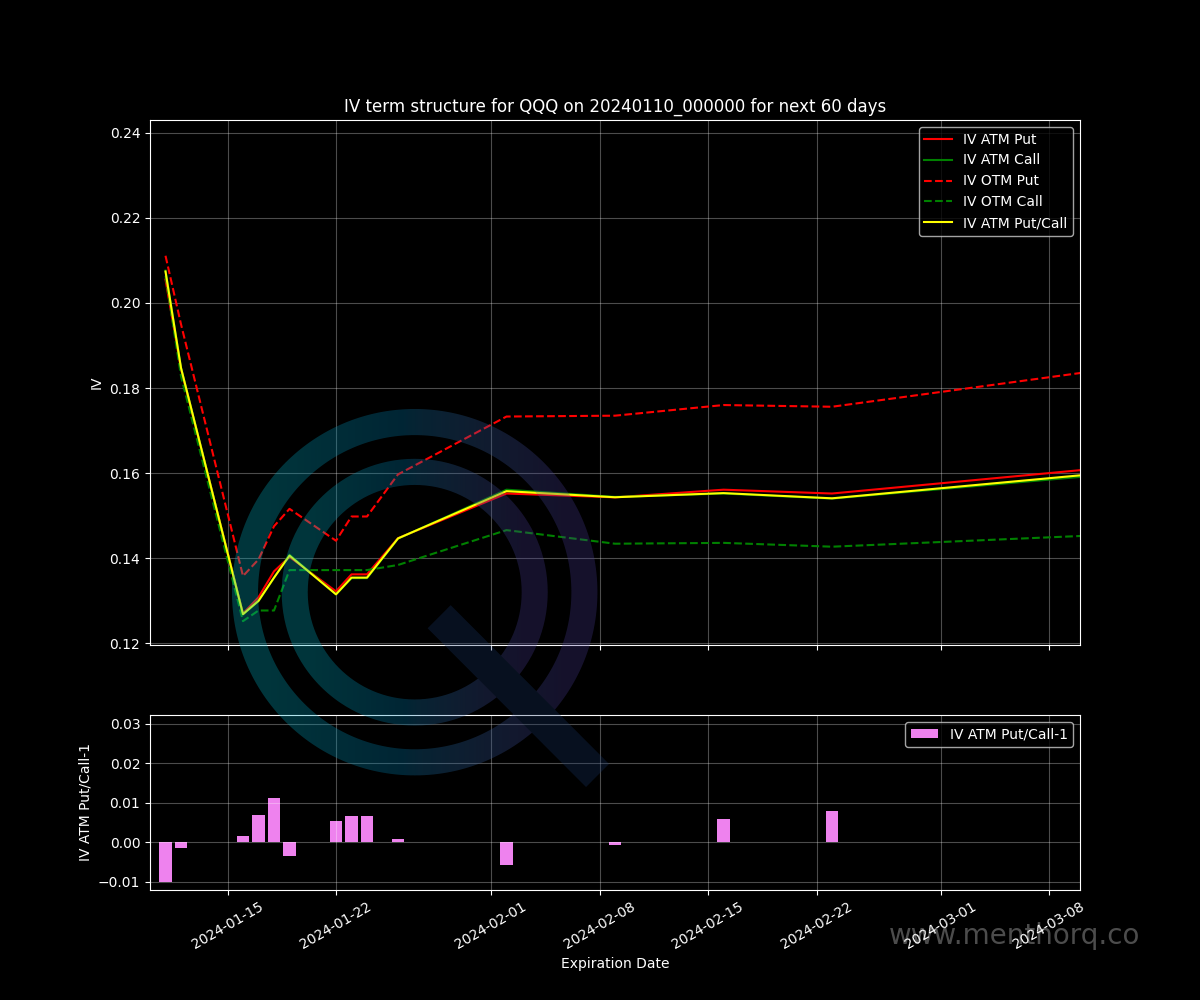 IV term structure for QQQ on 20240110_000000 for next 60 days
0.24
0.22
0.20
0.18
0.16
0.14
0.12
IV
IV ATM Put
IV ATM Call
IV OTM Put
IV OTM Call
IV ATM Put/Call
0.03
0.02
0.01
0.00
−0.01
IV ATM Put/Call-1
IV ATM Put/Call-1
2024-01-15
2024-01-22
2024-02-01
2024-02-08
2024-02-15
2024-02-22
2024-03-01
2024-03-08
www.menthorq.co
Expiration Date